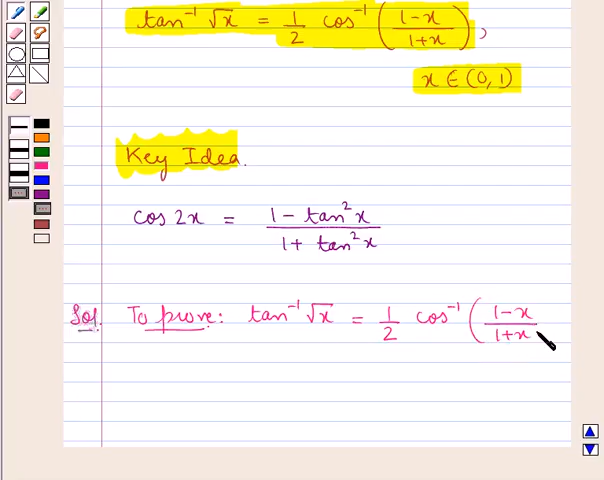 tan⁻¹ √x = 1/2 cos⁻¹ ((1-x)/(1+x)),
x ∈ (0, 1)
Key Idea.
cos 2x = (1 - tan²x)/(1 + tan²x)
Sol. To prove: tan⁻¹ √x = 1/2 cos⁻¹ ((1-x)/(1+x)